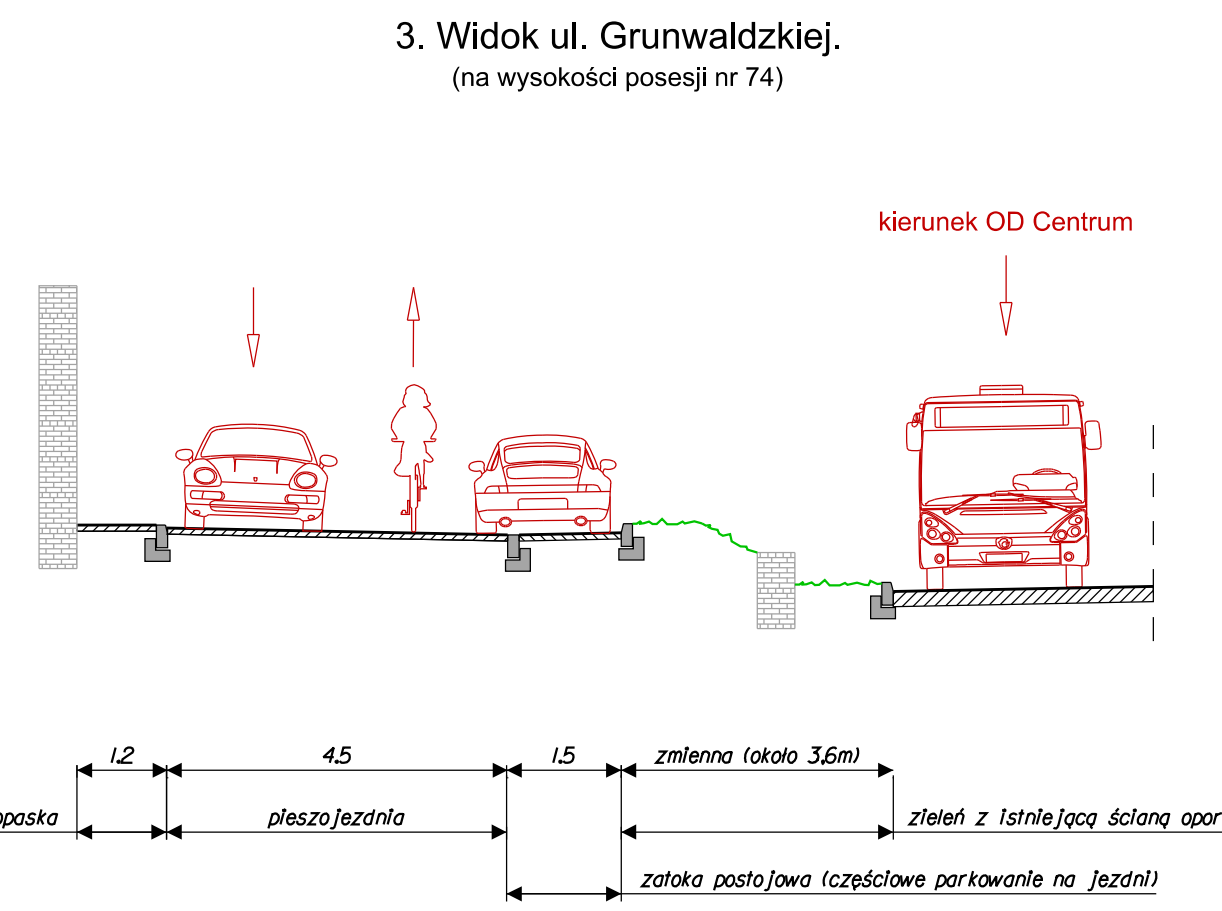 3. Widok ul. Grunwaldzkiej.
(na wysokości posesji nr 74)
kierunek OD Centrum
1.2
4.5
1.5
zmienna (około 3,6m)
opaska
pieszojezdnia
zieleń z istniejącą ścianą opor
zatoka postojowa (częściowe parkowanie na jezdni)